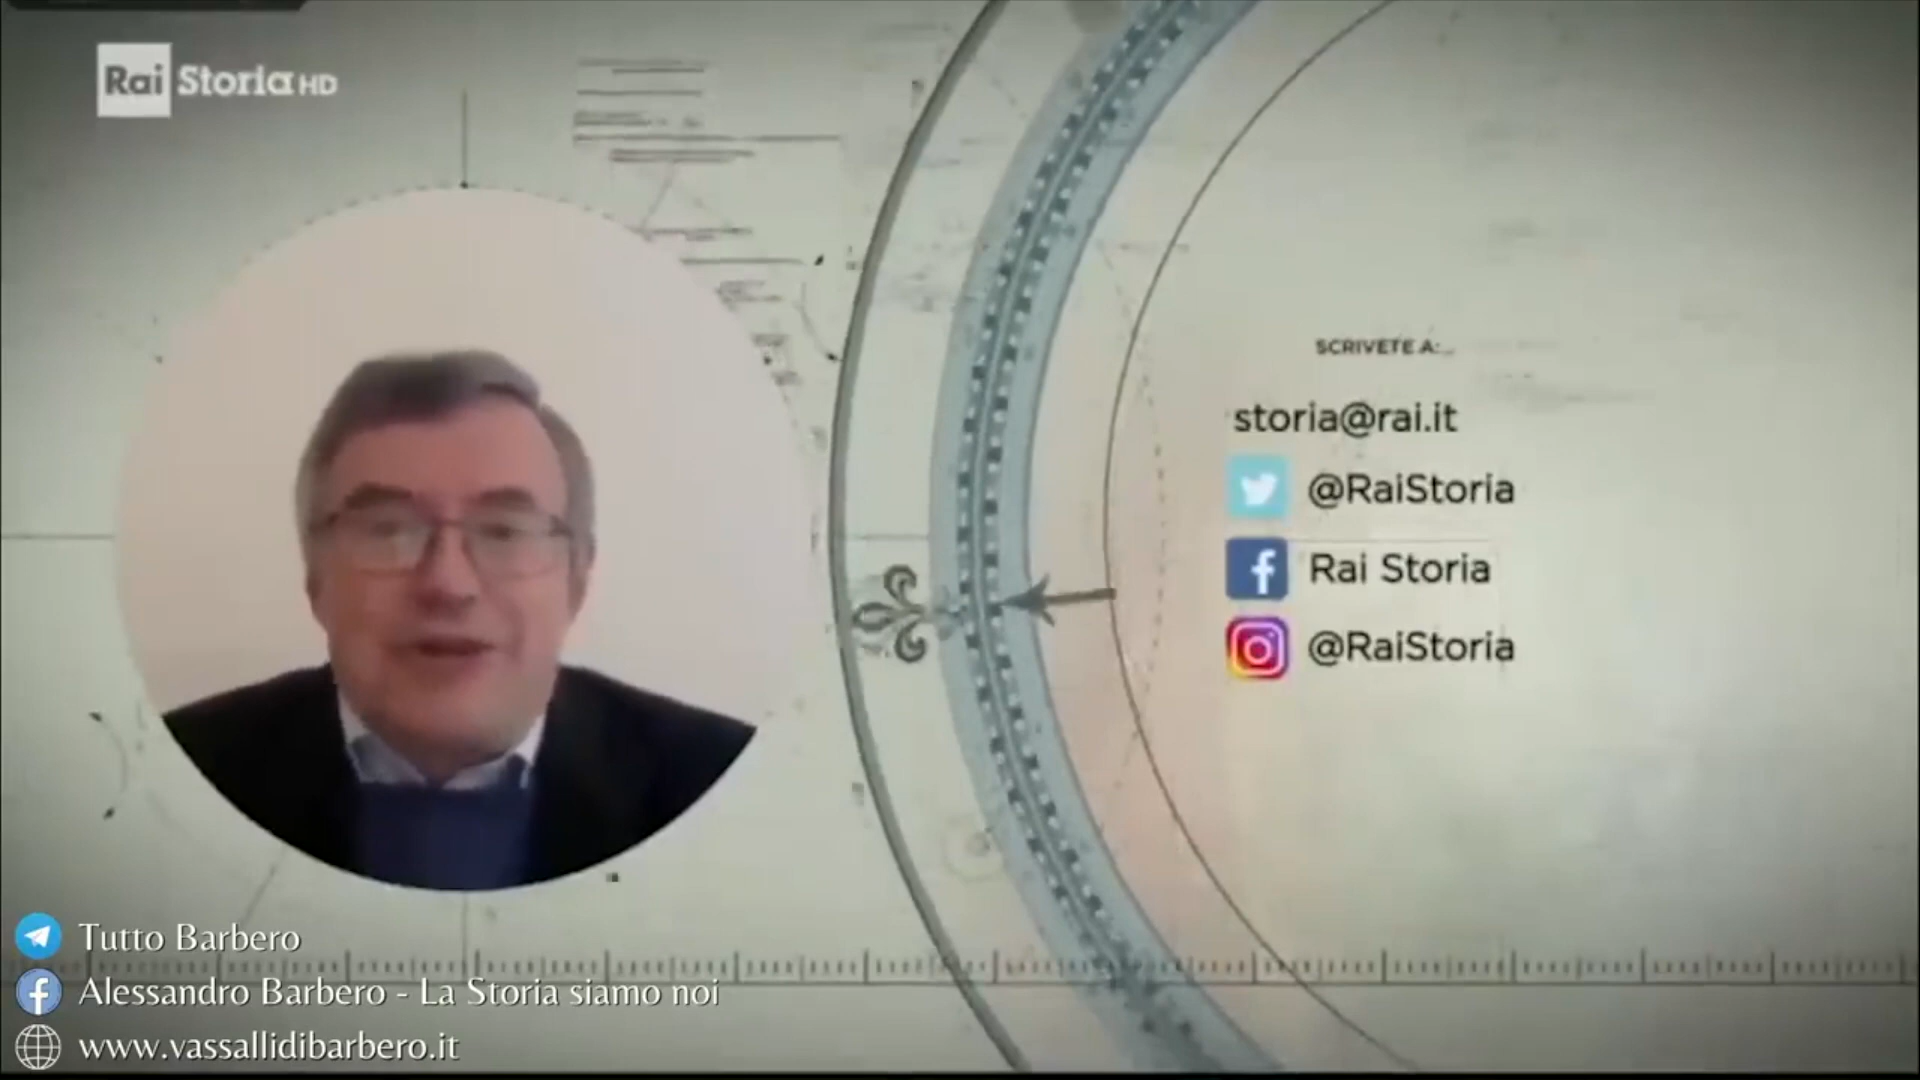 Rai Storia HD
SCRIVETE A:
storia@rai.it
@RaiStoria
Rai Storia
@RaiStoria
Tutto Barbero
Alessandro Barbero - La Storia siamo noi
www.vassallidibarbero.it